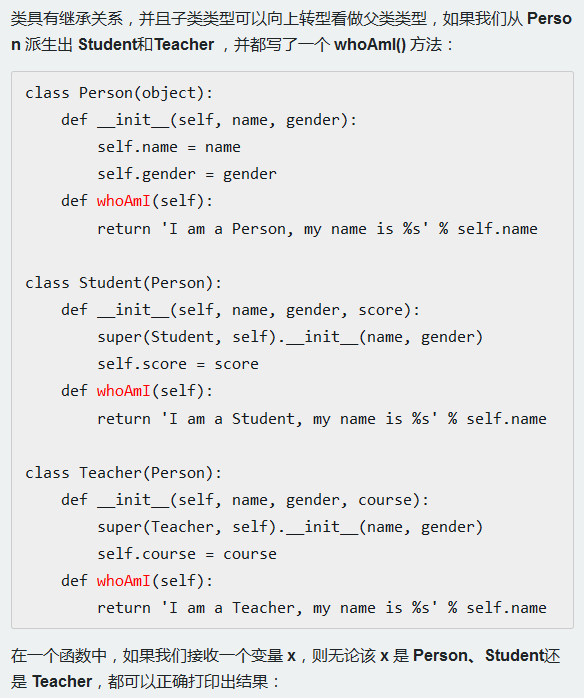 类具有继承关系，并且子类类型可以向上转型看做父类类型，如果我们从 Perso
n 派生出 Student和Teacher ，并都写了一个 whoAmI() 方法：
class Person(object):
    def __init__(self, name, gender):
        self.name = name
        self.gender = gender
    def whoAmI(self):
        return 'I am a Person, my name is %s' % self.name
class Student(Person):
    def __init__(self, name, gender, score):
        super(Student, self).__init__(name, gender)
        self.score = score
    def whoAmI(self):
        return 'I am a Student, my name is %s' % self.name
class Teacher(Person):
    def __init__(self, name, gender, course):
        super(Teacher, self).__init__(name, gender)
        self.course = course
    def whoAmI(self):
        return 'I am a Teacher, my name is %s' % self.name
在一个函数中，如果我们接收一个变量 x，则无论该 x 是 Person、Student还
是 Teacher，都可以正确打印出结果：